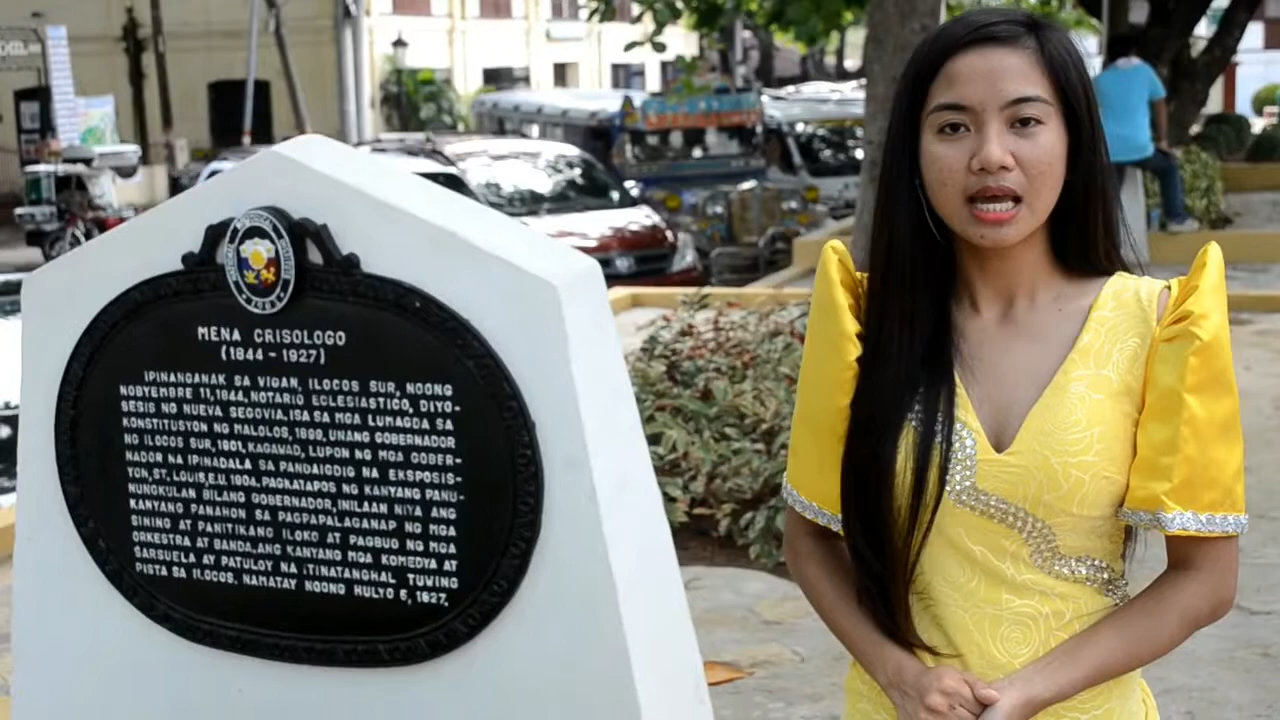 MENA CRISOLOGO
(1844 - 1927)
IPINANGANAK SA VIGAN, ILOCOS SUR, NOONG
NOBYEMBRE 11, 1844. NOTARIO ECLESIASTICO, DIYO-
SESIS NG NUEVA SEGOVIA. ISA SA MGA LUMAGDA SA
KONSTITUSYON NG MALOLOS, 1899. UNANG GOBERNADOR
NG ILOCOS SUR, 1901. KAGAWAD, LUPON NG MGA GOBER-
NADOR NA IPINADALA SA PANDAIGDIG NA EKSPOSIS-
YON, ST. LOUIS, E.U. 1904. PAGKATAPOS NG KANYANG PANU-
NUNGKULAN BILANG GOBERNADOR, INILAAN NIYA ANG
KANYANG PANAHON SA PAGPAPALAGANAP NG MGA
SINING AT PANITIKANG ILOKO AT PAGBUO NG MGA
ORKESTRA AT BANDA. ANG KANYANG MGA KOMEDYA AT
SARSUELA AY PATULOY NA ITINATANGHAL TUWING
PISTA SA ILOCOS. NAMATAY NOONG HULYO 5, 1927.